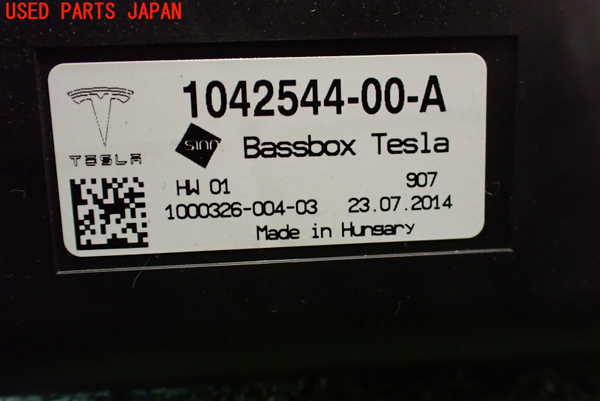 USED PARTS JAPAN
1042544-00-A
TESLA
Bassbox Tesla
HW 01 907
1000326-004-03 23.07.2014
Made in Hungary